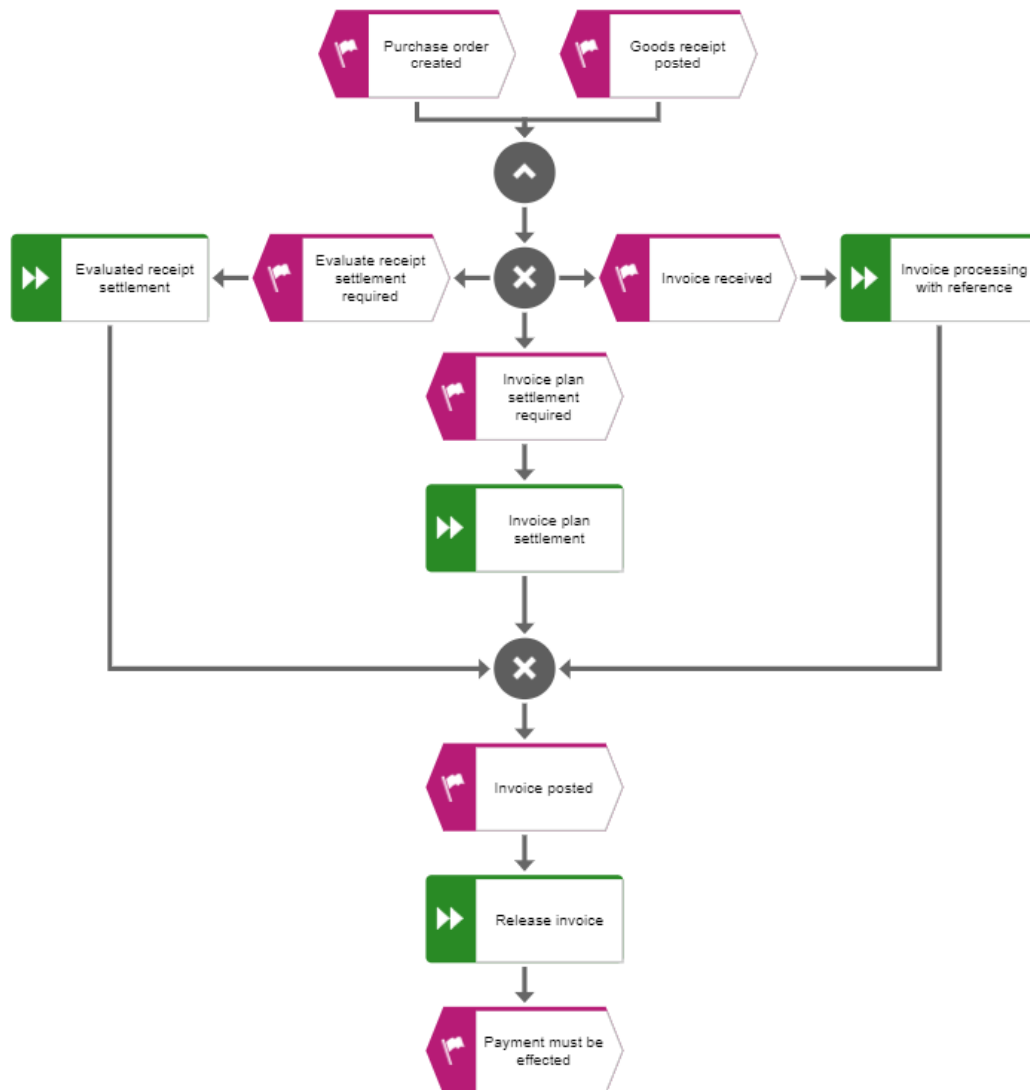 Purchase order
created
Goods receipt
posted
Evaluated receipt
settlement
Evaluate receipt
settlement
required
Invoice received
Invoice processing
with reference
Invoice plan
settlement
required
Invoice plan
settlement
Invoice posted
Release invoice
Payment must be
effected